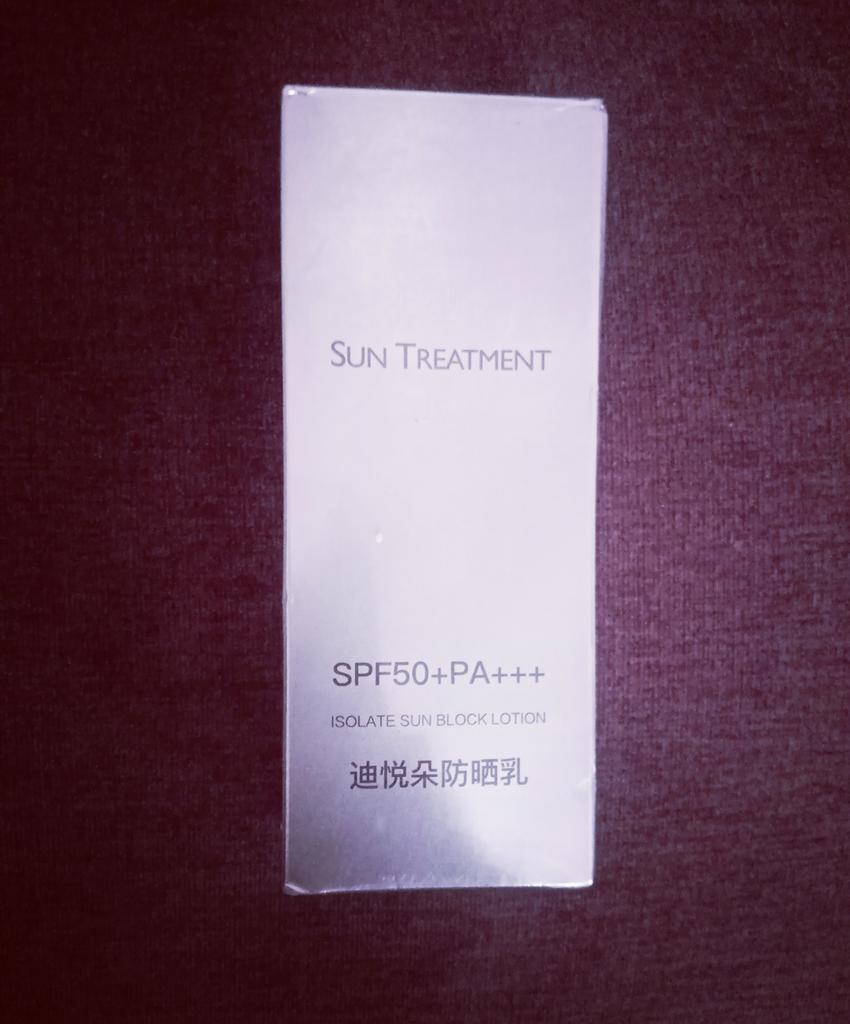 SUN TREATMENT
SPF50+PA+++
ISOLATE SUN BLOCK LOTION
迪悦朵防晒乳